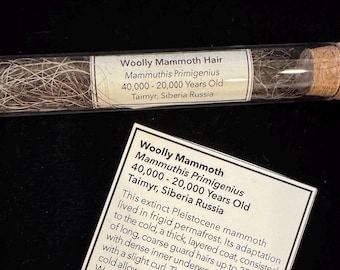 Woolly Mammoth Hair
Mammuthis Primigenius
40,000 - 20,000 Years Old
Taimyr, Siberia Russia
Woolly Mammoth
Mammuthis Primigenius
40,000 - 20,000 Years Old
Taimyr, Siberia Russia
This extinct Pleistocene mammoth
lived in frigid permafrost. Its adaptation
to the cold, a thick, layered coat, consisted
of long, coarse guard hairs up to
with dense inner
with a slight curl.
cold